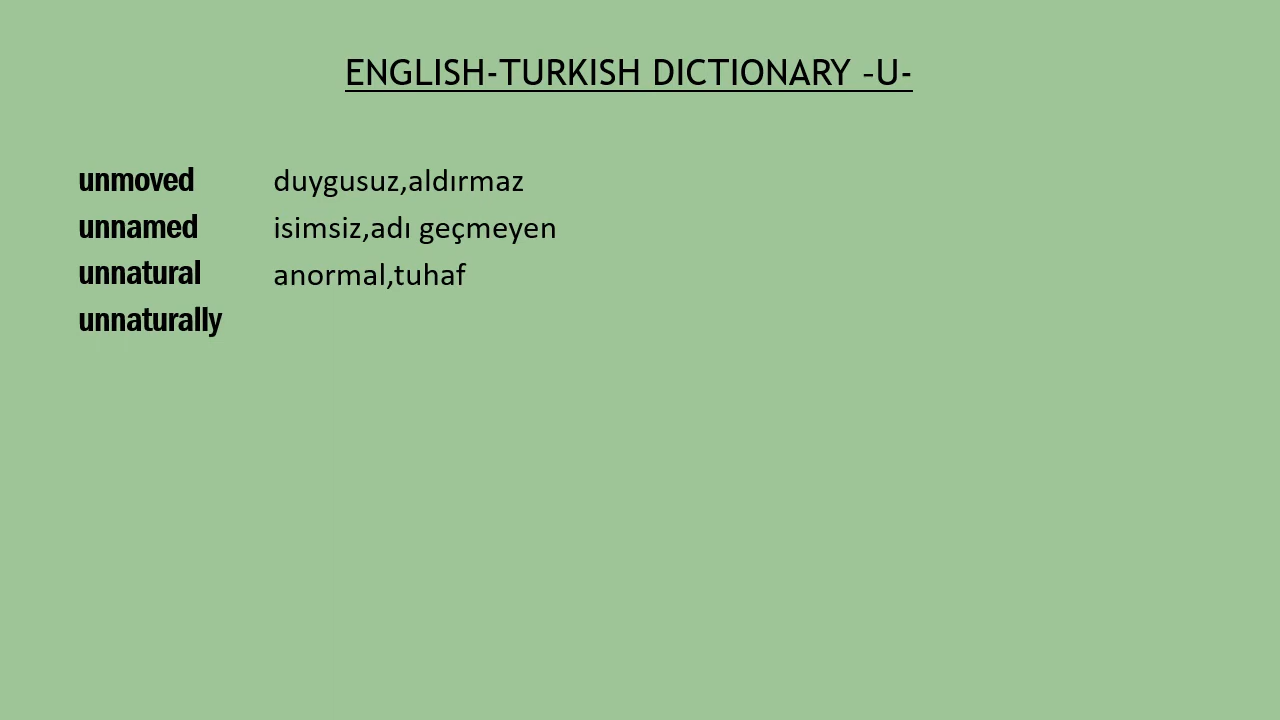 ENGLISH-TURKISH DICTIONARY –U-
unmoved duygusuz,aldırmaz
unnamed isimsiz,adı geçmeyen
unnatural anormal,tuhaf
unnaturally